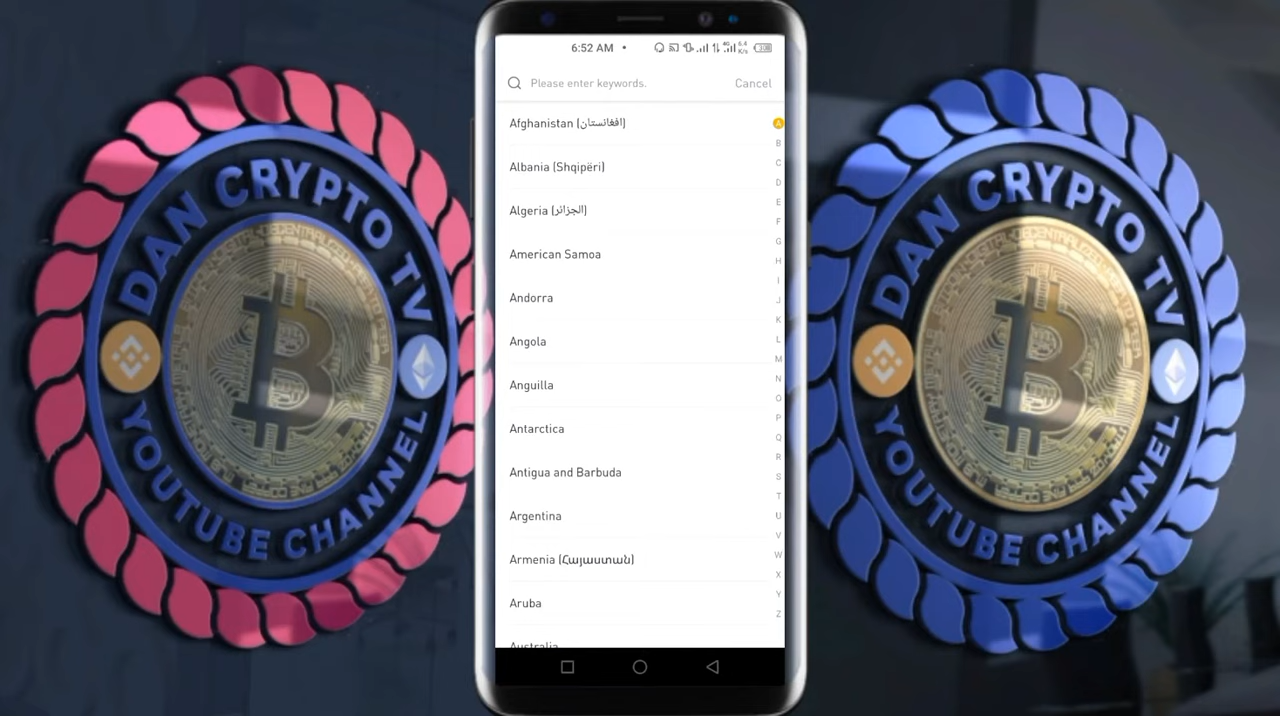 DAN CRYPTO TV
YOUTUBE CHANNEL
6:52 AM
Please enter keywords.
Cancel
Afghanistan (افغانستان)
Albania (Shqipëri)
Algeria (الجزائر)
American Samoa
Andorra
Angola
Anguilla
Antarctica
Antigua and Barbuda
Argentina
Armenia (Հայաստան)
Aruba
Australia
A
B
C
D
E
F
G
H
I
J
K
L
M
N
O
P
Q
R
S
T
U
V
W
X
Y
Z
DAN CRYPTO TV
YOUTUBE CHANNEL